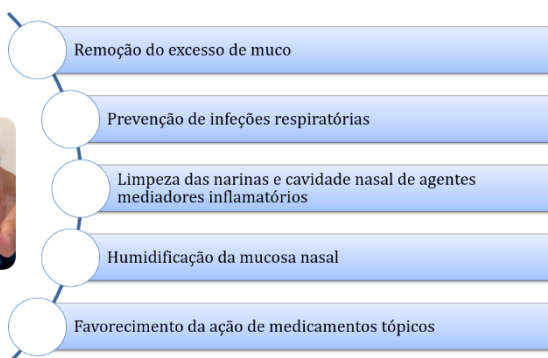 Remoção do excesso de muco
Prevenção de infeções respiratórias
Limpeza das narinas e cavidade nasal de agentes
mediadores inflamatórios
Humidificação da mucosa nasal
Favorecimento da ação de medicamentos tópicos